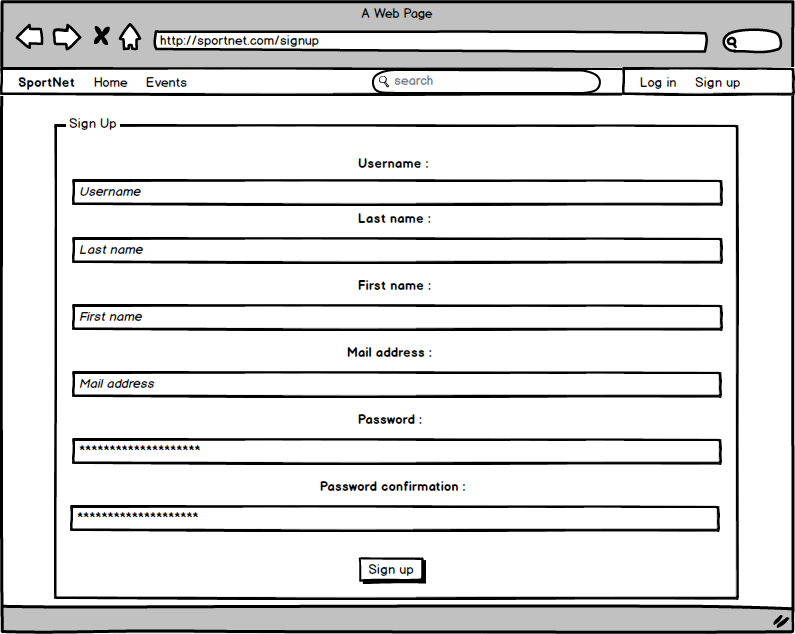 A Web Page
http://sportnet.com/signup
SportNet Home Events search Log in Sign up
Sign Up
Username :
Username
Last name :
Last name
First name :
First name
Mail address :
Mail address
Password :
********************
Password confirmation :
********************
Sign up